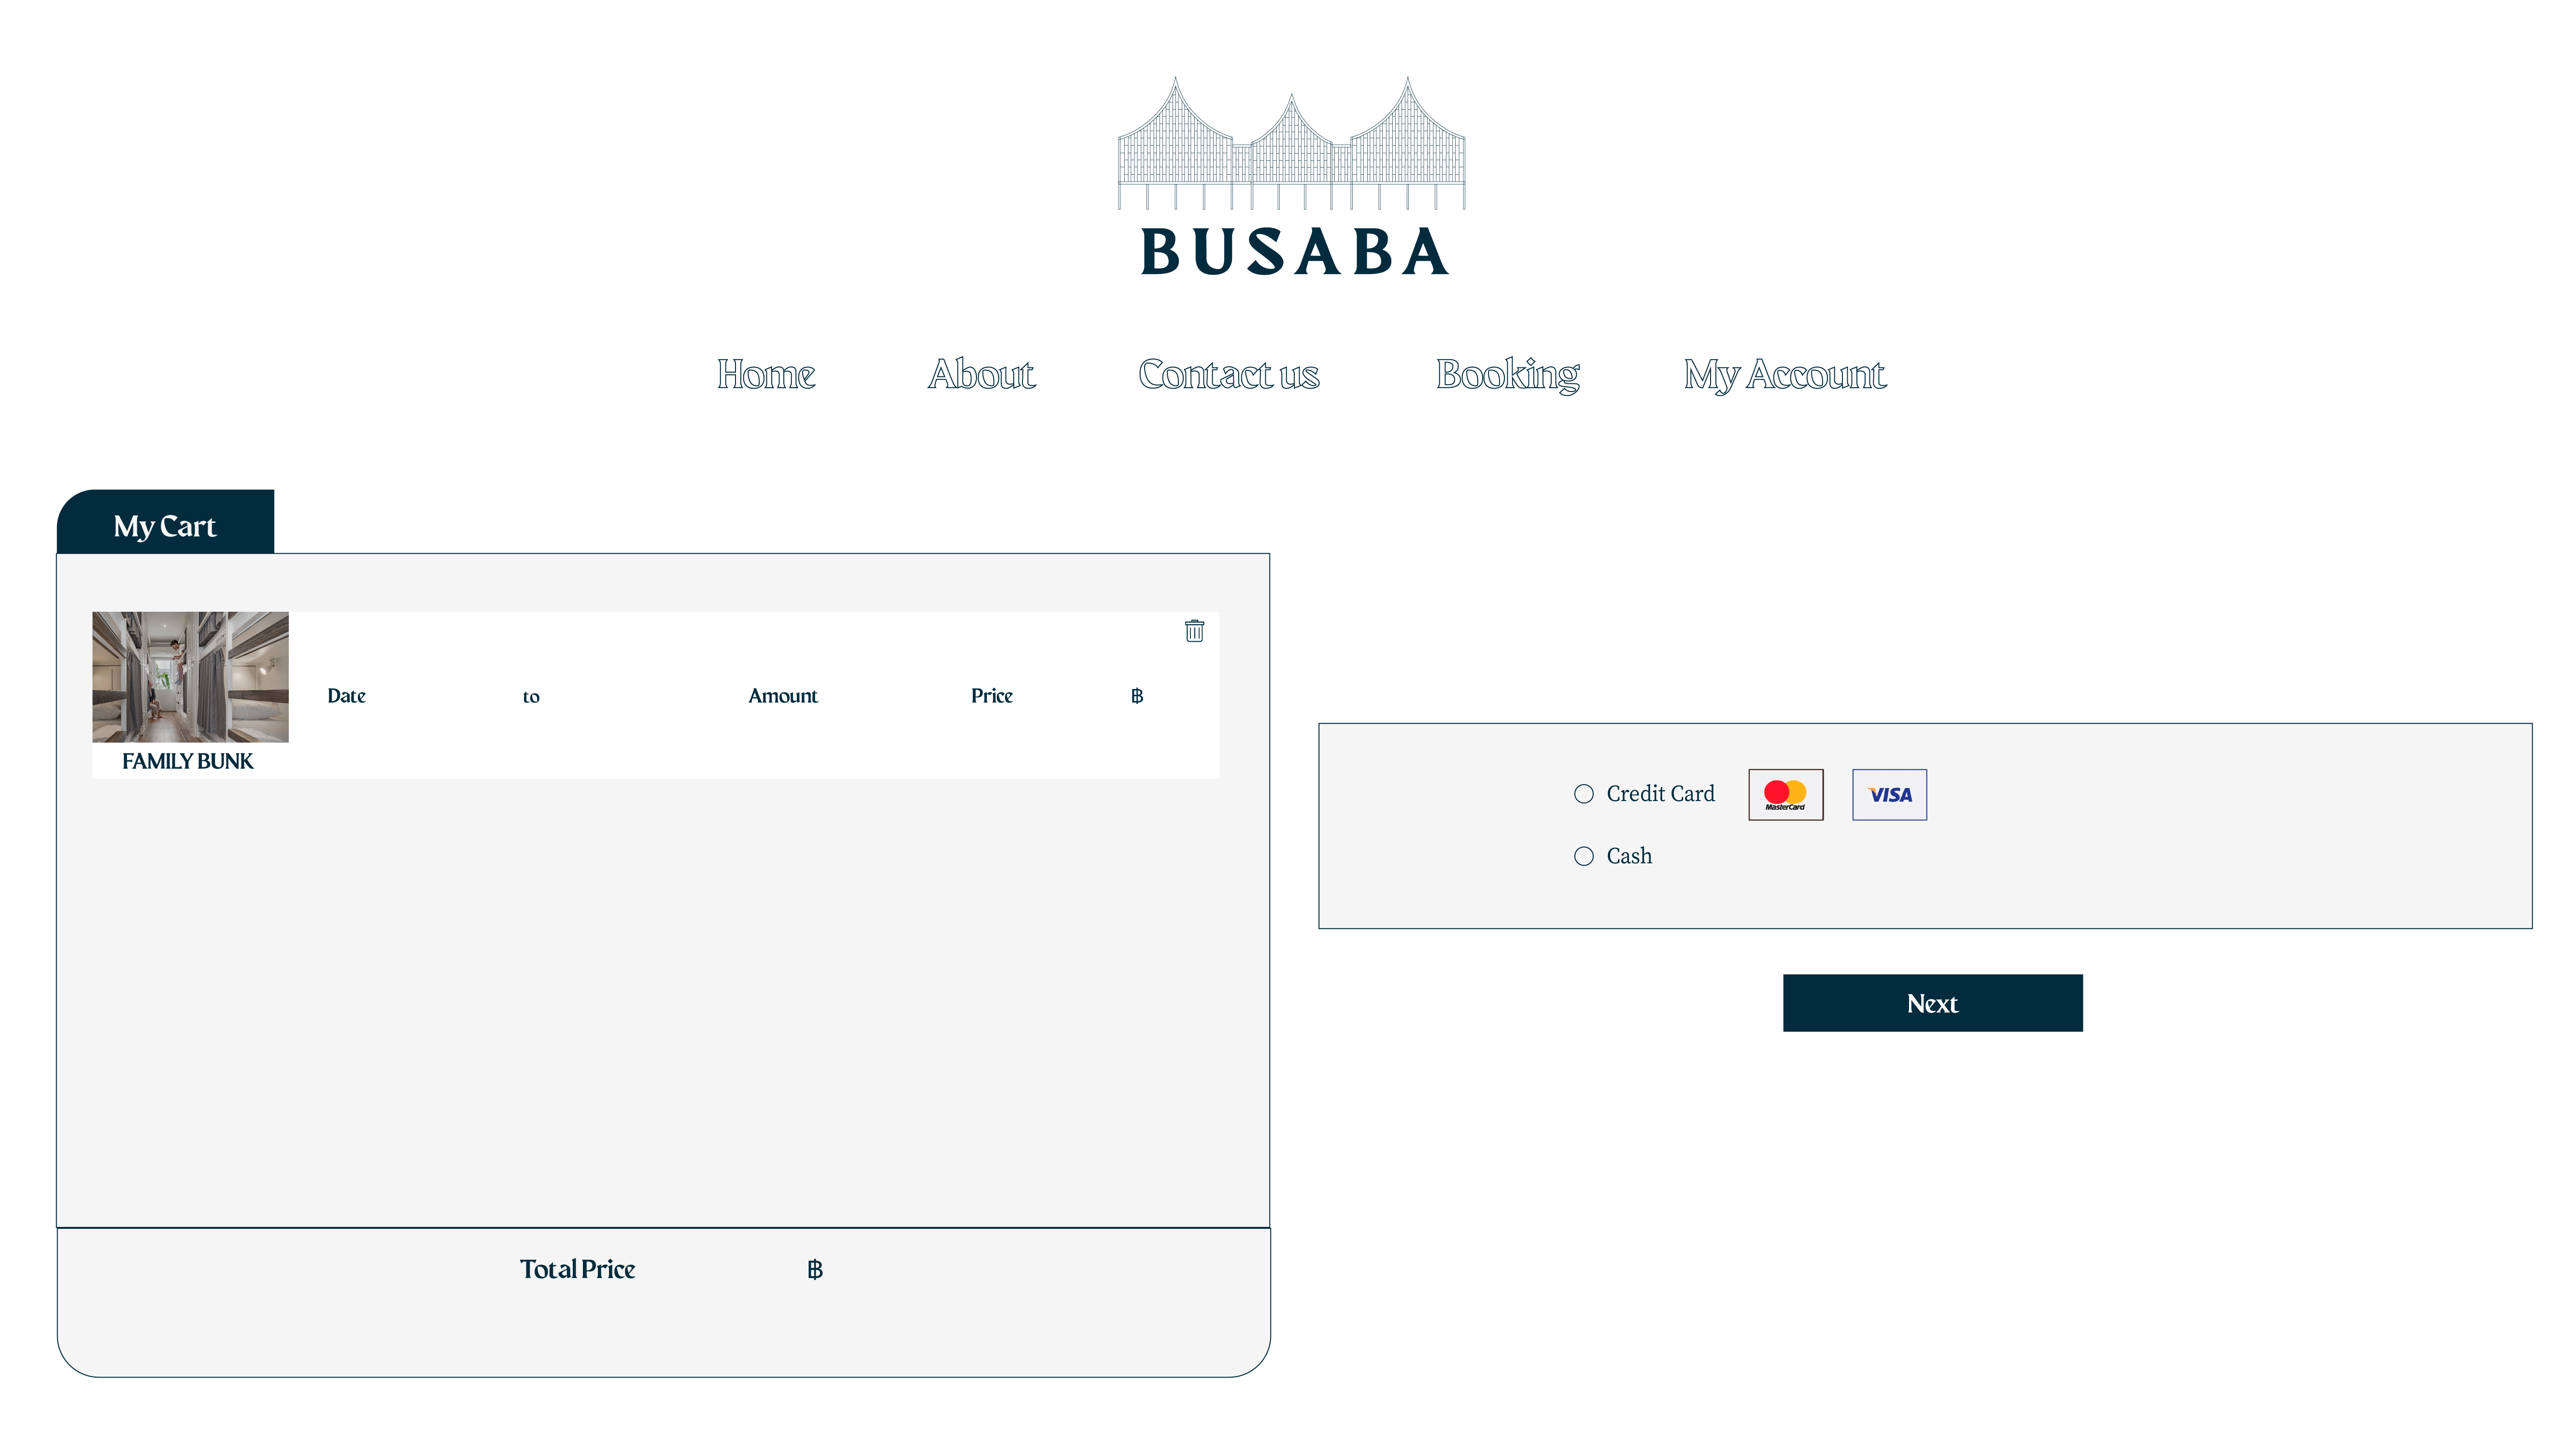 BUSABA
Home About Contact us Booking My Account
My Cart
Date to Amount Price ฿
FAMILY BUNK
Total Price ฿
Credit Card MasterCard VISA
Cash
Next